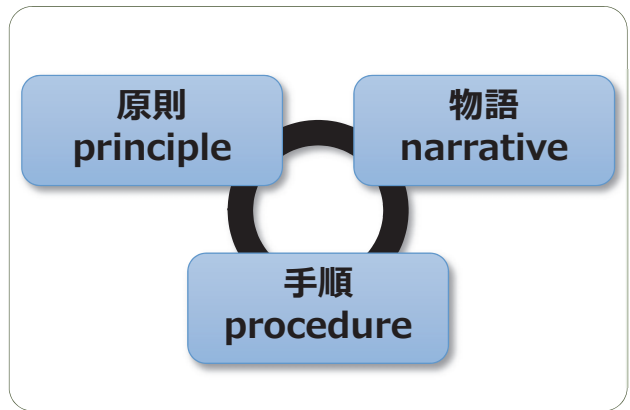 原則
principle
物語
narrative
手順
procedure